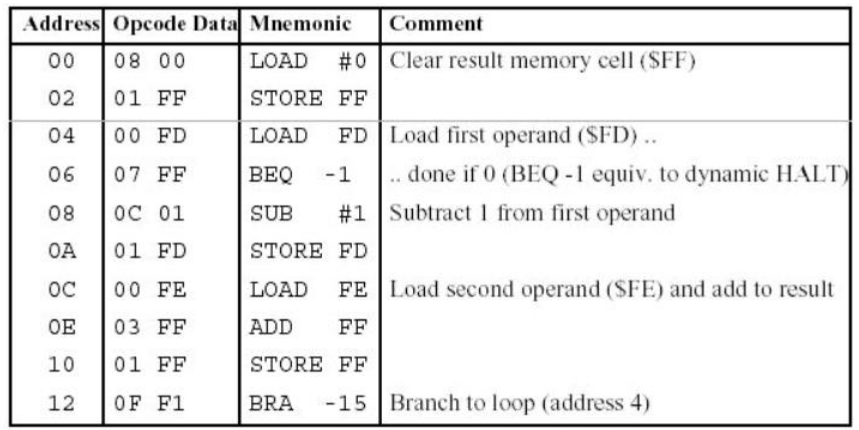 Address Opcode Data Mnemonic Comment
00 08 00 LOAD #0 Clear result memory cell ($FF)
02 01 FF STORE FF
04 00 FD LOAD FD Load first operand ($FD) ..
06 07 FF BEQ -1 .. done if 0 (BEQ -1 equiv. to dynamic HALT)
08 0C 01 SUB #1 Subtract 1 from first operand
0A 01 FD STORE FD
0C 00 FE LOAD FE Load second operand ($FE) and add to result
0E 03 FF ADD FF
10 01 FF STORE FF
12 0F F1 BRA -15 Branch to loop (address 4)